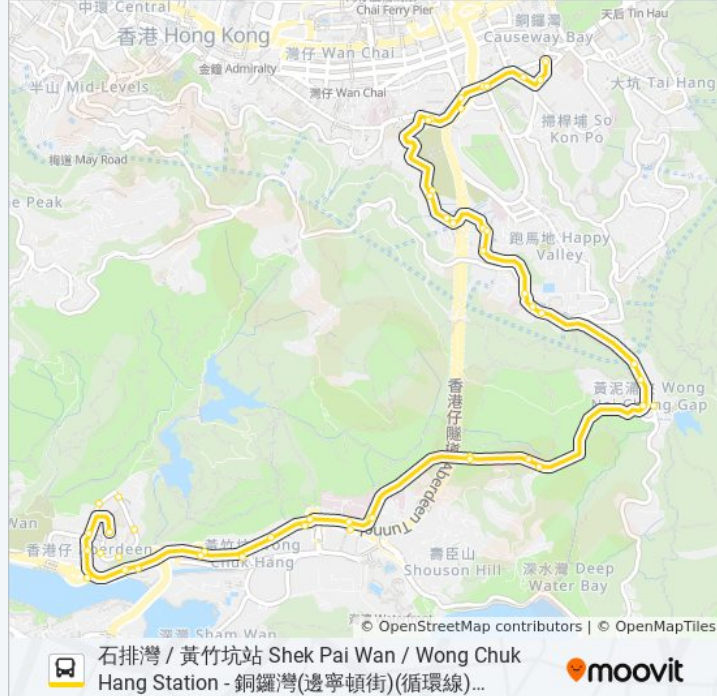 中環 Central
Chai Ferry Pier
銅鑼灣
Causeway Bay
天后 Tin Hau
香港 Hong Kong
灣仔 Wan Chai
金鐘 Admiralty
半山 Mid-Levels
灣仔 Wan Chai
大坑 Tai Hang
掃桿埔 So
Kon Po
梅道 May Road
e Peak
跑馬地 Happy
Valley
黃泥涌 Wong
Gap
香港仔隧道 Aberdeen Tunnel
Wan
香港仔 Aberdeen
黃竹坑 Wong
Chuk Hang
壽臣山
Shouson Hill
深水灣 Deep
Water Bay
深灣 Sham Wan
© OpenStreetMap contributors | © OpenMapTiles
石排灣 / 黃竹坑站 Shek Pai Wan / Wong Chuk
Hang Station - 銅鑼灣(邊寧頓街)(循環線)...
moovit